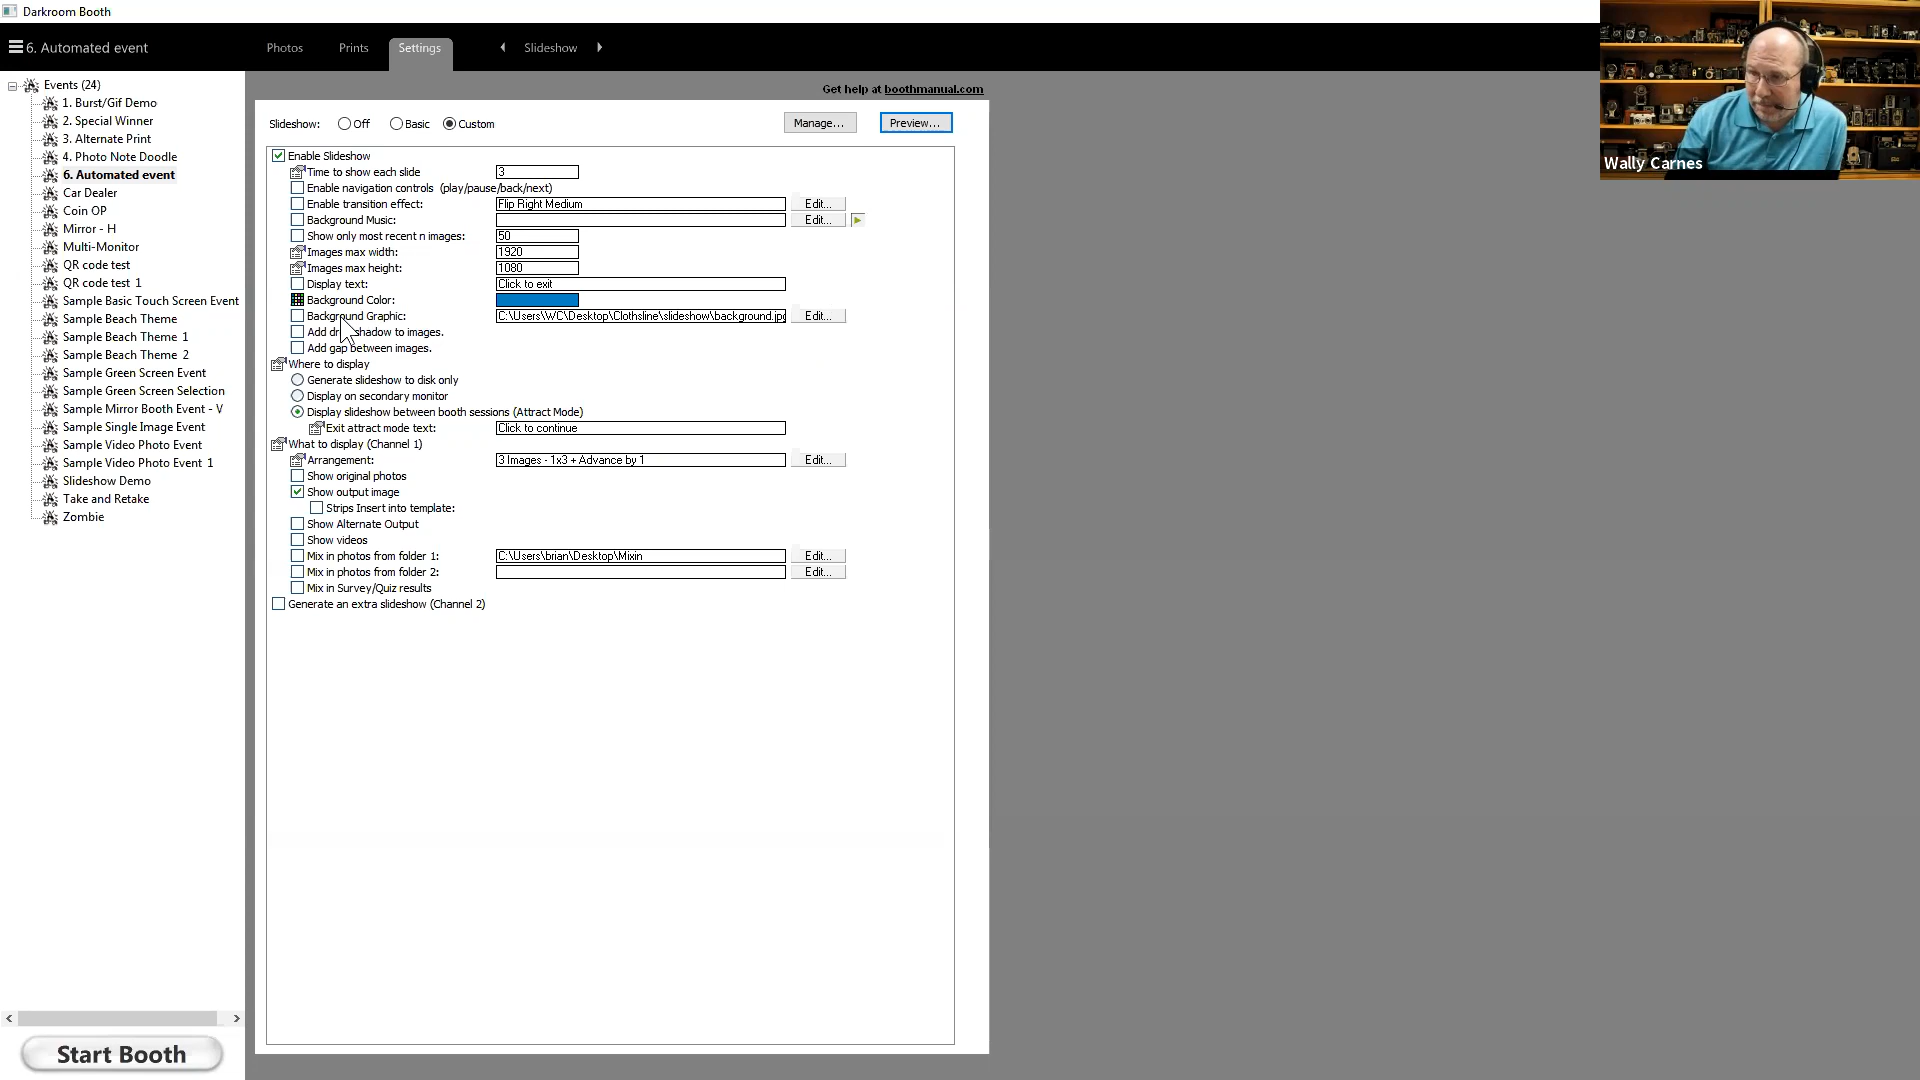 Darkroom Booth
6. Automated event
Photos
Prints
Settings
Slideshow
Wally Carnes
Events (24)
1. Burst/Gif Demo
2. Special Winner
3. Alternate Print
4. Photo Note Doodle
6. Automated event
Car Dealer
Coin OP
Mirror - H
Multi-Monitor
QR code test
QR code test 1
Sample Basic Touch Screen Event
Sample Beach Theme
Sample Beach Theme 1
Sample Beach Theme 2
Sample Green Screen Event
Sample Green Screen Selection
Sample Mirror Booth Event - V
Sample Single Image Event
Sample Video Photo Event
Sample Video Photo Event 1
Slideshow Demo
Take and Retake
Zombie
Start Booth
Get help at boothmanual.com
Slideshow: Off Basic Custom Manage... Preview...
Enable Slideshow
Time to show each slide 3
Enable navigation controls (play/pause/back/next)
Enable transition effect: Flip Right Medium Edit...
Background Music: Edit...
Show only most recent n images: 50
Images max width: 1920
Images max height: 1080
Display text: Click to exit
Background Color:
Background Graphic: C:\Users\WC\Desktop\Clothsline\slideshow\background.jpg Edit...
Add dr shadow to images.
Add gap between images.
Where to display
Generate slideshow to disk only
Display on secondary monitor
Display slideshow between booth sessions (Attract Mode)
Exit attract mode text: Click to continue
What to display (Channel 1)
Arrangement: 3 Images - 1x3 + Advance by 1 Edit...
Show original photos
Show output image
Strips Insert into template:
Show Alternate Output
Show videos
Mix in photos from folder 1: C:\Users\brian\Desktop\Mixin Edit...
Mix in photos from folder 2: Edit...
Mix in Survey/Quiz results
Generate an extra slideshow (Channel 2)